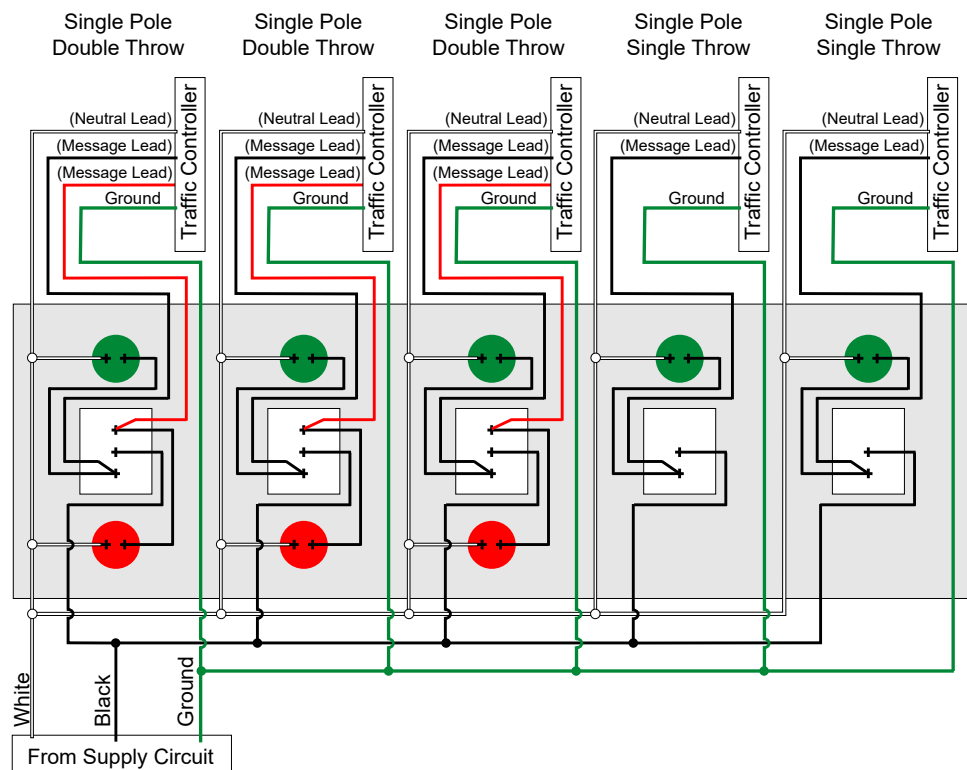 Single Pole
Double Throw
Single Pole
Double Throw
Single Pole
Double Throw
Single Pole
Single Throw
Single Pole
Single Throw
(Neutral Lead)
(Message Lead)
(Message Lead)
Ground
Traffic Controller
(Neutral Lead)
(Message Lead)
(Message Lead)
Ground
Traffic Controller
(Neutral Lead)
(Message Lead)
(Message Lead)
Ground
Traffic Controller
(Neutral Lead)
(Message Lead)
Ground
Traffic Controller
(Neutral Lead)
(Message Lead)
Ground
Traffic Controller
White
Black
Ground
From Supply Circuit